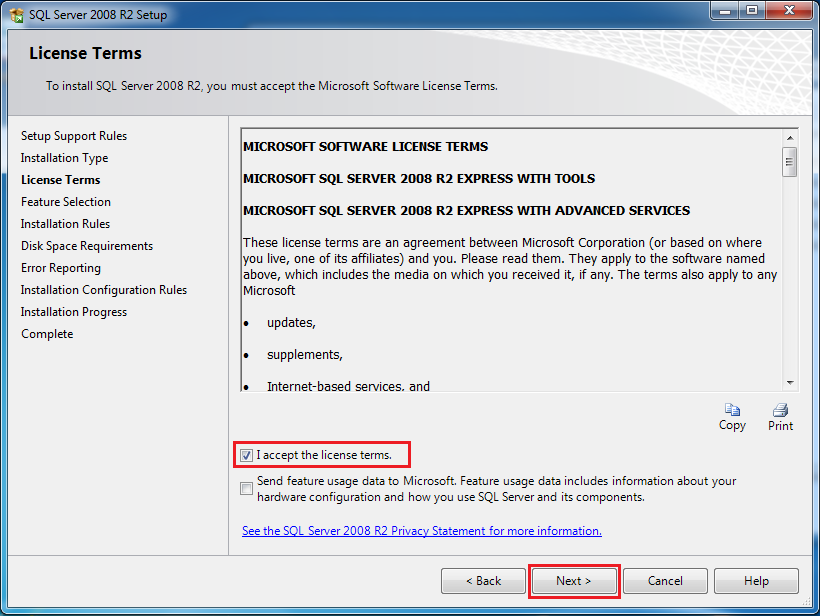 SQL Server 2008 R2 Setup
License Terms
To install SQL Server 2008 R2, you must accept the Microsoft Software License Terms.
Setup Support Rules
Installation Type
License Terms
Feature Selection
Installation Rules
Disk Space Requirements
Error Reporting
Installation Configuration Rules
Installation Progress
Complete
MICROSOFT SOFTWARE LICENSE TERMS
MICROSOFT SQL SERVER 2008 R2 EXPRESS WITH TOOLS
MICROSOFT SQL SERVER 2008 R2 EXPRESS WITH ADVANCED SERVICES
These license terms are an agreement between Microsoft Corporation (or based on where
you live, one of its affiliates) and you. Please read them. They apply to the software named
above, which includes the media on which you received it, if any. The terms also apply to any
Microsoft
• updates,
• supplements,
• Internet-based services, and
Copy
Print
I accept the license terms.
Send feature usage data to Microsoft. Feature usage data includes information about your
hardware configuration and how you use SQL Server and its components.
See the SQL Server 2008 R2 Privacy Statement for more information.
< Back
Next >
Cancel
Help